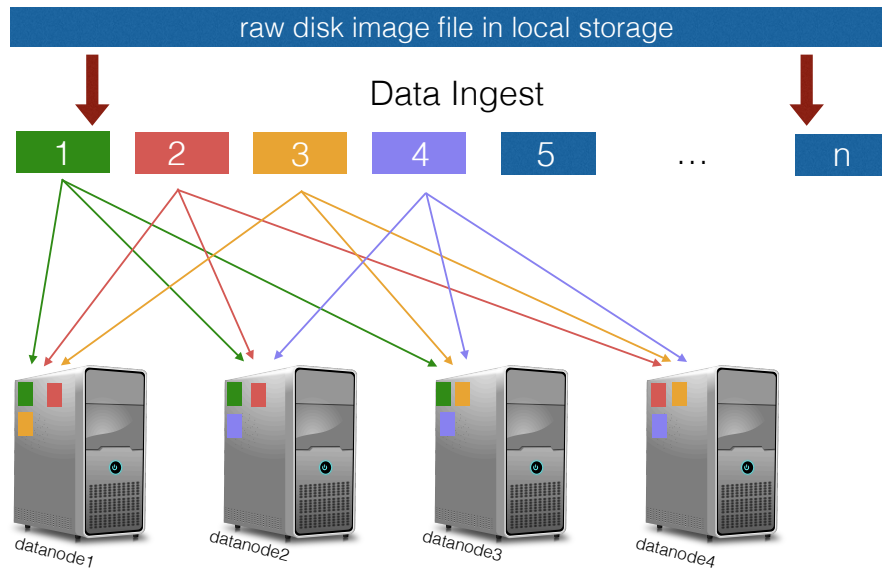 raw disk image file in local storage
Data Ingest
1 2 3 4 5 ... n
datanode1 datanode2 datanode3 datanode4